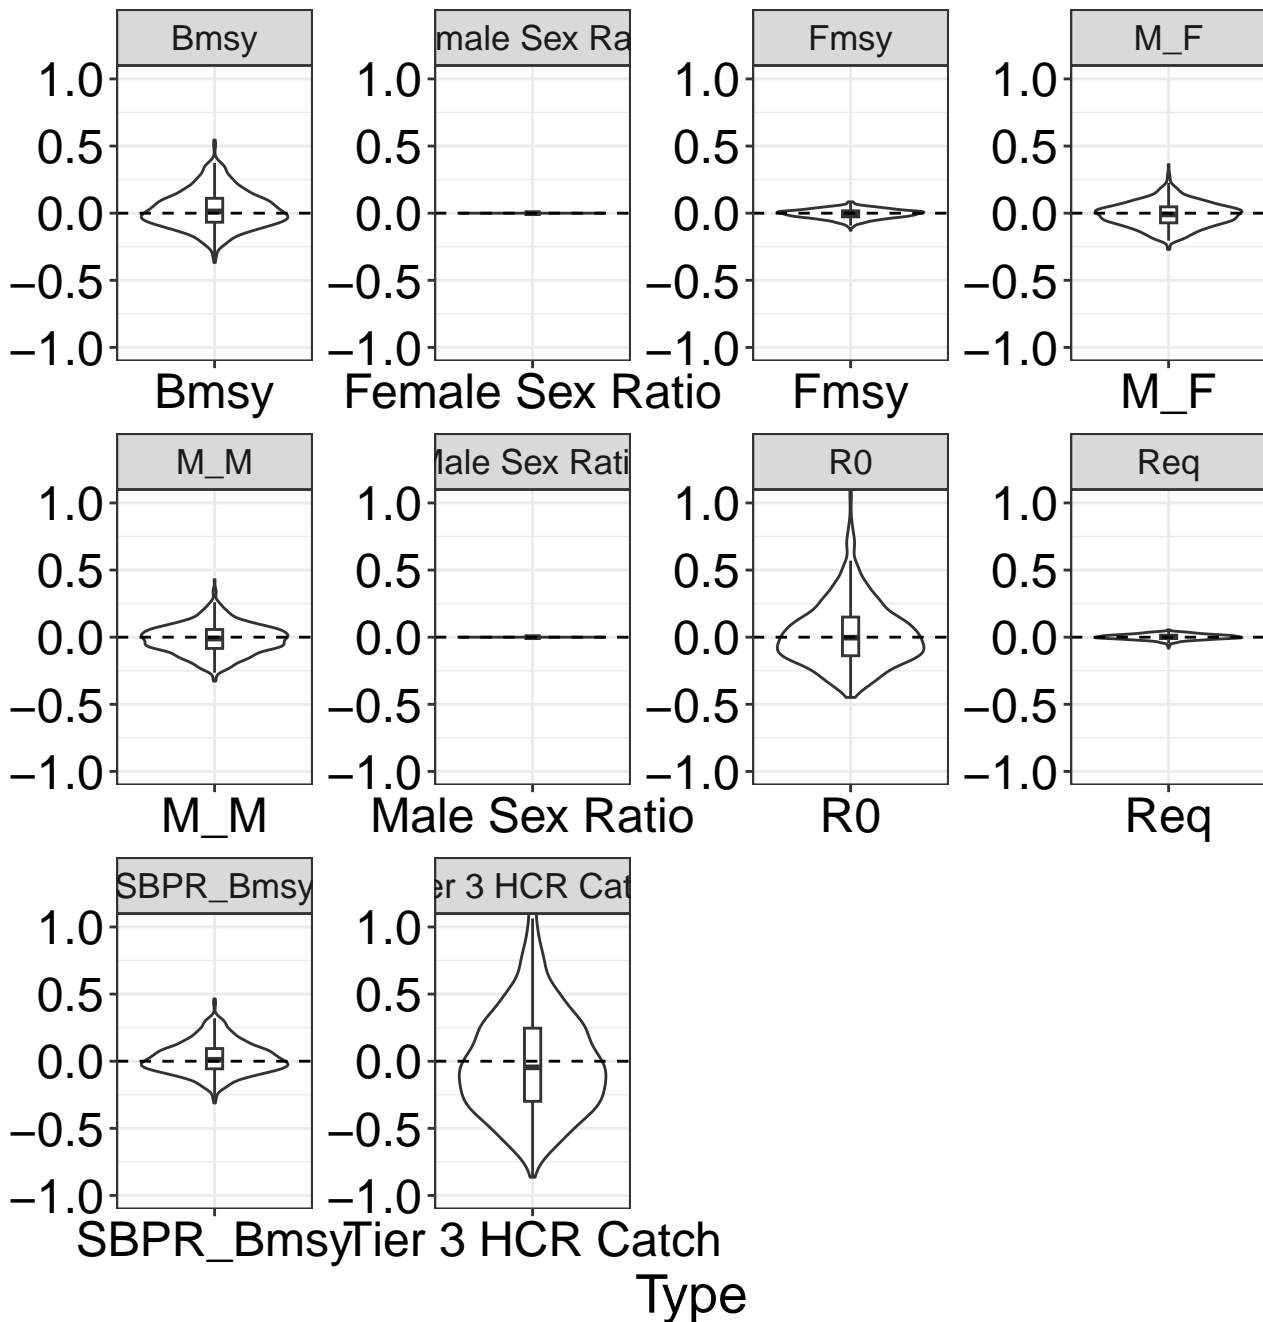 Bmsy
male Sex Ra
Fmsy
M_F
1.0
0.5
0.0
−0.5
−1.0
1.0
0.5
0.0
−0.5
−1.0
1.0
0.5
0.0
−0.5
−1.0
1.0
0.5
0.0
−0.5
−1.0
Bmsy
Female Sex Ratio
Fmsy
M_F
M_M
Male Sex Rati
R0
Req
1.0
0.5
0.0
−0.5
−1.0
1.0
0.5
0.0
−0.5
−1.0
1.0
0.5
0.0
−0.5
−1.0
1.0
0.5
0.0
−0.5
−1.0
M_M
Male Sex Ratio
R0
Req
SBPR_Bmsy
er 3 HCR Cat
1.0
0.5
0.0
−0.5
−1.0
1.0
0.5
0.0
−0.5
−1.0
SBPR_Bmsy
Tier 3 HCR Catch
Type